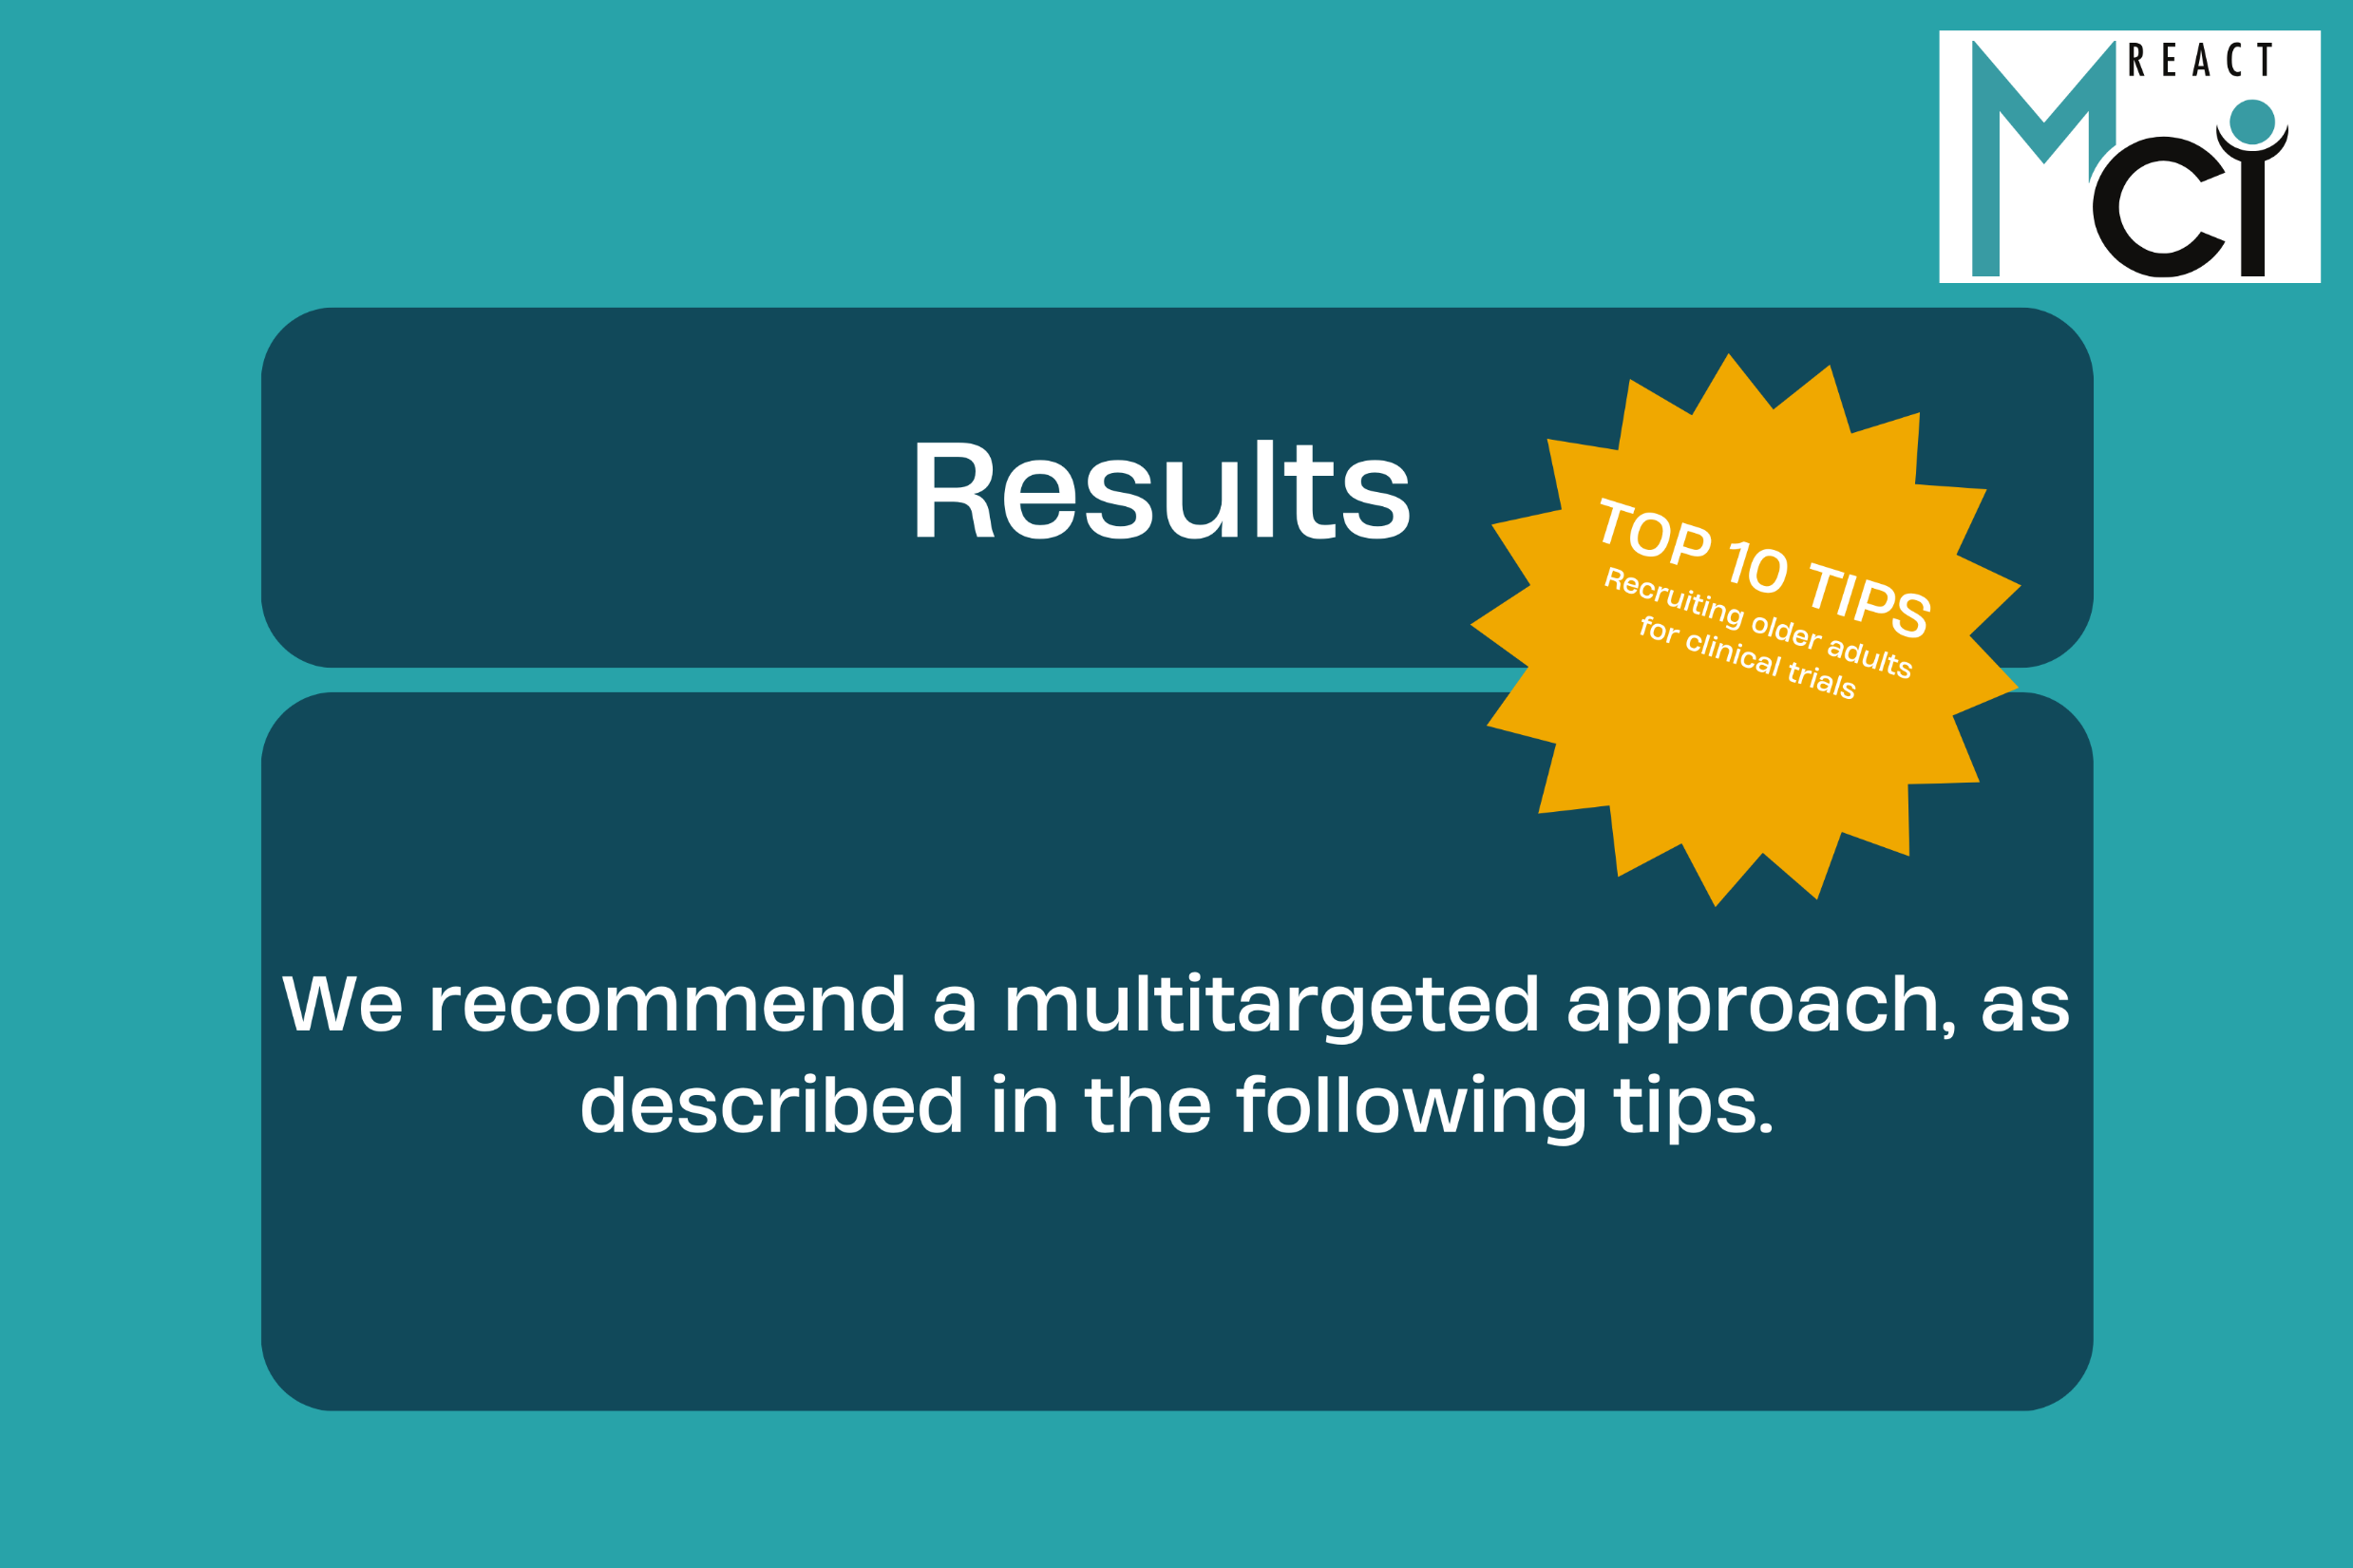 REACT
MCi
Results
TOP 10 TIPS
Recruiting older adults
for clinical trials
We recommend a multitargeted approach, as
described in the following tips.